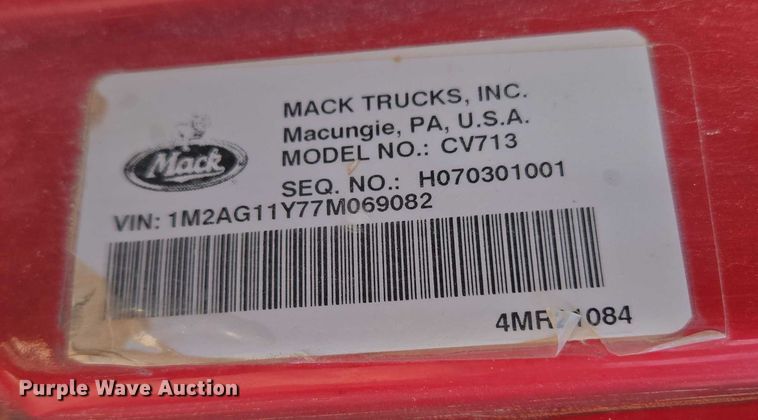 Mack
MACK TRUCKS, INC.
Macungie, PA, U.S.A.
MODEL NO.: CV713
SEQ. NO.: H070301001
VIN: 1M2AG11Y77M069082
Purple Wave Auction